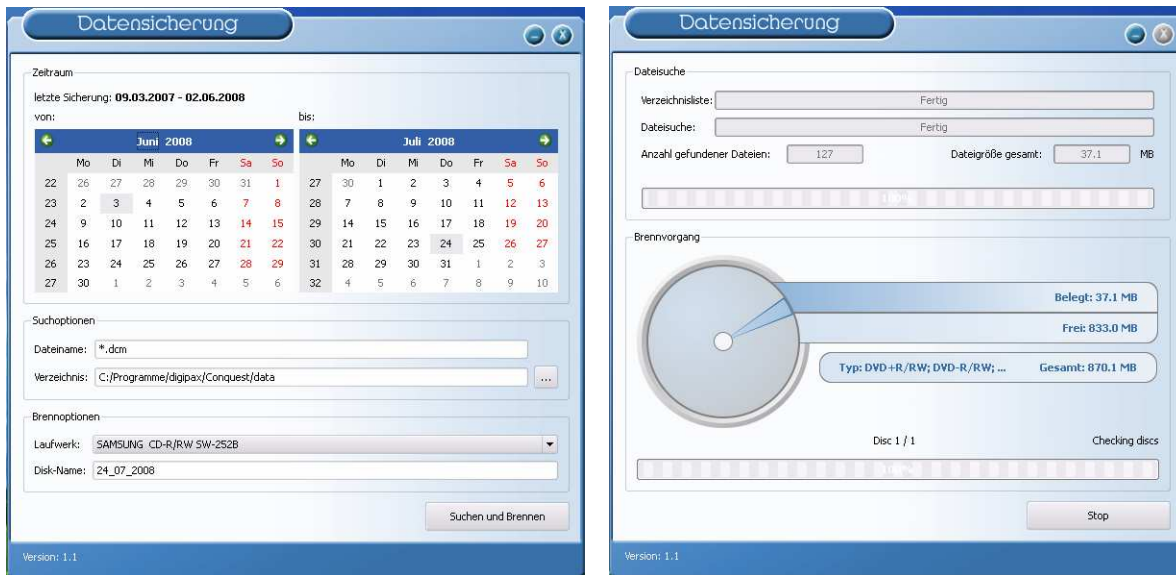 Datensicherung
Zeitraum
letzte Sicherung: 09.03.2007 - 02.06.2008
von:
bis:
Juni 2008
Mo Di Mi Do Fr Sa So
22 26 27 28 29 30 31 1
23 2 3 4 5 6 7 8
24 9 10 11 12 13 14 15
25 16 17 18 19 20 21 22
26 23 24 25 26 27 28 29
27 30 1 2 3 4 5 6
Juli 2008
Mo Di Mi Do Fr Sa So
27 30 1 2 3 4 5 6
28 7 8 9 10 11 12 13
29 14 15 16 17 18 19 20
30 21 22 23 24 25 26 27
31 28 29 30 31 1 2 3
32 4 5 6 7 8 9 10
Suchoptionen
Dateiname: *.dcm
Verzeichnis: C:/Programme/digipax/Conquest/data
...
Brennoptionen
Laufwerk: SAMSUNG CD-R/RW SW-252B
Disk-Name: 24_07_2008
Suchen und Brennen
Version: 1.1
Datensicherung
Dateisuche
Verzeichnisliste: Fertig
Dateisuche: Fertig
Anzahl gefundener Dateien: 127 Dateigröße gesamt: 37.1 MB
100%
Brennvorgang
Belegt: 37.1 MB
Frei: 833.0 MB
Typ: DVD+R/RW; DVD-R/RW; ... Gesamt: 870.1 MB
Disc 1 / 1 Checking discs
100%
Stop
Version: 1.1